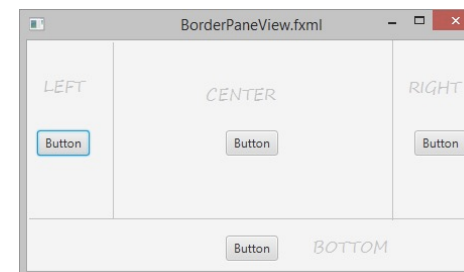 BorderPaneView.fxml
LEFT
CENTER
RIGHT
Button
Button
Button
Button
BOTTOM